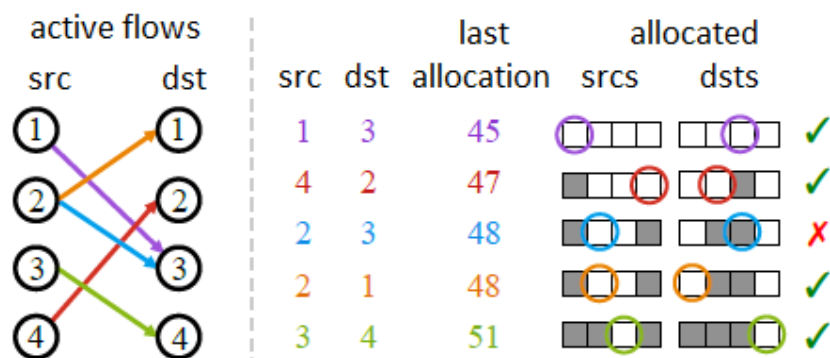 active flows
src dst
1 1
2 2
3 3
4 4
last allocated
src dst allocation srcs dsts
1 3 45 ✓
4 2 47 ✓
2 3 48 ✗
2 1 48 ✓
3 4 51 ✓